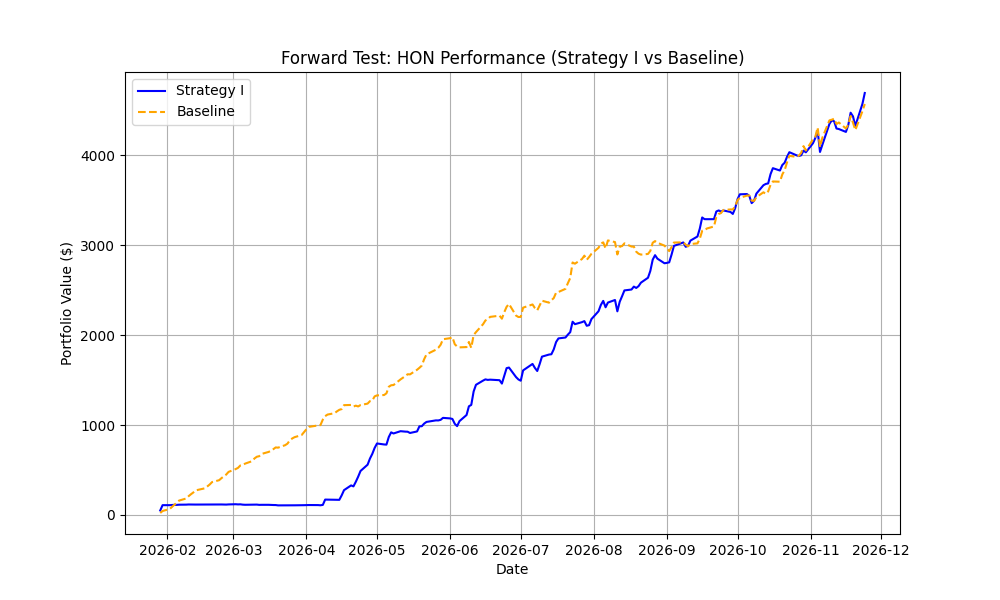 Forward Test: HON Performance (Strategy I vs Baseline)
Strategy I
Baseline
Portfolio Value ($)
4000
3000
2000
1000
0
2026-02 2026-03 2026-04 2026-05 2026-06 2026-07 2026-08 2026-09 2026-10 2026-11 2026-12
Date